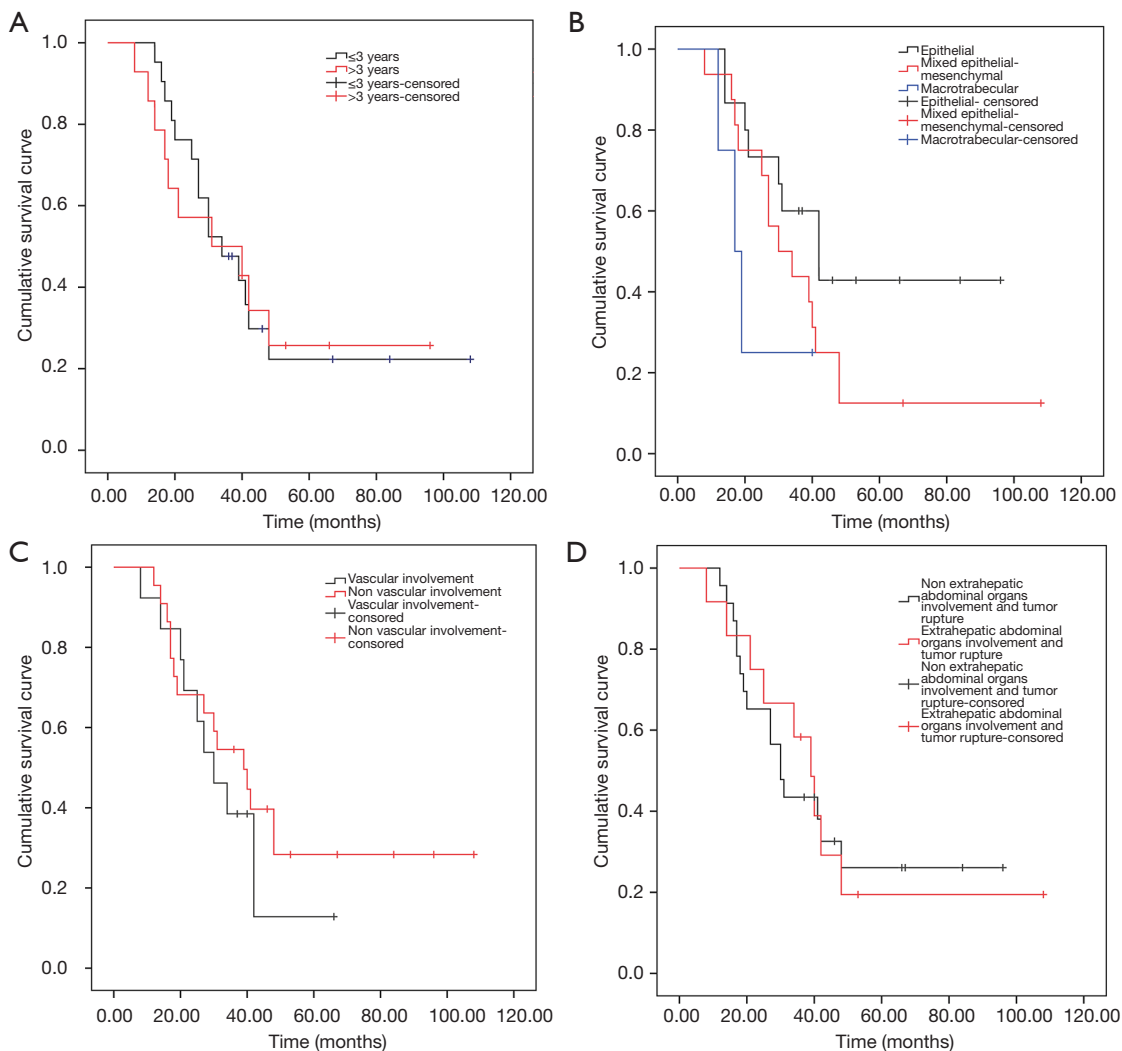 A
Cumulative survival curve
1.0
0.8
0.6
0.4
0.2
0.0
≤3 years
>3 years
≤3 years-censored
>3 years-censored
0.00 20.00 40.00 60.00 80.00 100.00 120.00
Time (months)
B
Cumulative survival curve
1.0
0.8
0.6
0.4
0.2
0.0
Epithelial
Mixed epithelial-
mesenchymal
Macrotrabecular
Epithelial- censored
Mixed epithelial-
mesenchymal-censored
Macrotrabecular-censored
0.00 20.00 40.00 60.00 80.00 100.00 120.00
Time (months)
C
Cumulative survival curve
1.0
0.8
0.6
0.4
0.2
0.0
Vascular involvement
Non vascular involvement
Vascular involvement-
consored
Non vascular involvement-
consored
0.00 20.00 40.00 60.00 80.00 100.00 120.00
Time (months)
D
Cumulative survival curve
1.0
0.8
0.6
0.4
0.2
0.0
Non extrahepatic
abdominal organs
involvement and tumor
rupture
Extrahepatic abdominal
organs involvement and
tumor rupture
Non extrahepatic
abdominal organs
involvement and tumor
rupture-consored
Extrahepatic abdominal
organs involvement and
tumor rupture-consored
0.00 20.00 40.00 60.00 80.00 100.00 120.00
Time (months)